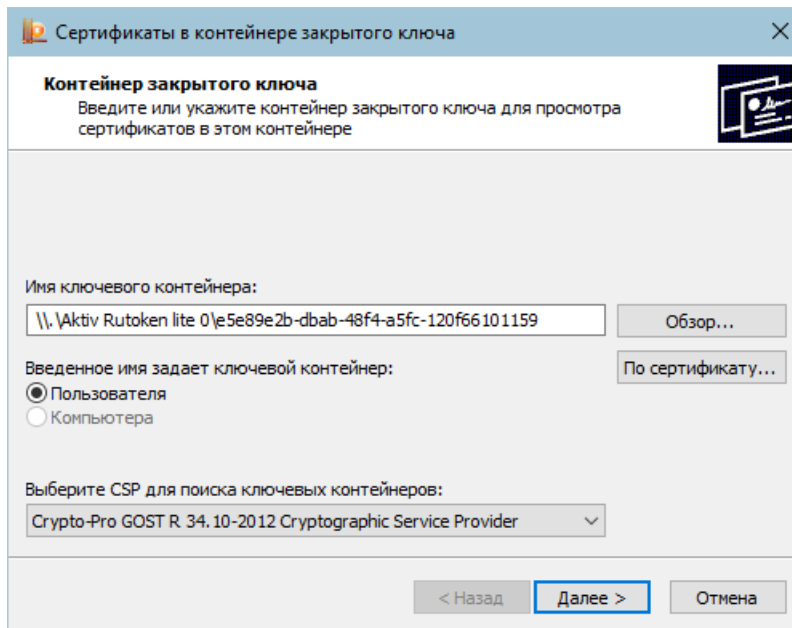 Сертификаты в контейнере закрытого ключа
Контейнер закрытого ключа
Введите или укажите контейнер закрытого ключа для просмотра
сертификатов в этом контейнере
Имя ключевого контейнера:
\\.\Aktiv Rutoken lite 0\e5e89e2b-dbab-48f4-a5fc-120f66101159
Обзор...
Введенное имя задает ключевой контейнер:
По сертификату...
Пользователя
Компьютера
Выберите CSP для поиска ключевых контейнеров:
Crypto-Pro GOST R 34.10-2012 Cryptographic Service Provider
< Назад
Далее >
Отмена